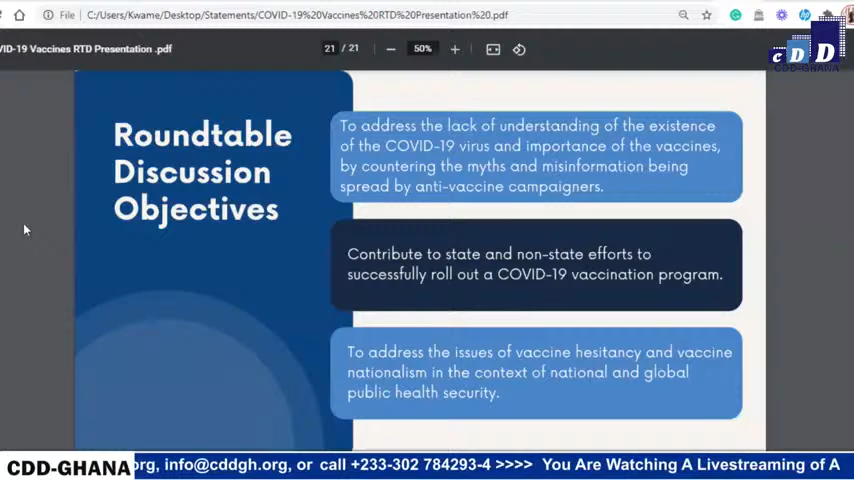 File
C:/Users/Kwame/Desktop/Statements/COVID-19%20Vaccines%20RTD%20Presentation%20.pdf
VID-19 Vaccines RTD Presentation .pdf
21 / 21
50%
CDD
CDD-GHANA
Roundtable
Discussion
Objectives
To address the lack of understanding of the existence
of the COVID-19 virus and importance of the vaccines,
by countering the myths and misinformation being
spread by anti-vaccine campaigners.
Contribute to state and non-state efforts to
successfully roll out a COVID-19 vaccination program.
To address the issues of vaccine hesitancy and vaccine
nationalism in the context of national and global
public health security.
CDD-GHANA
org, info@cddgh.org, or call +233-302 784293-4 >>>> You Are Watching A Livestreaming of A